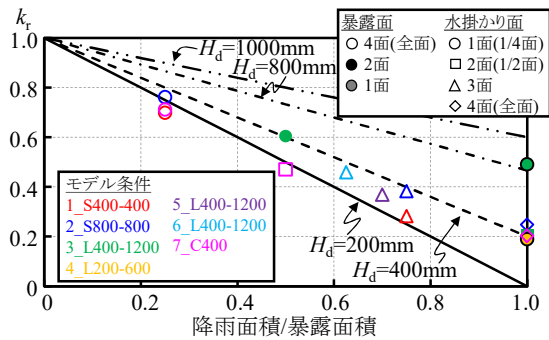 kr
1.0
0.8
0.6
0.4
0.2
0
0.2
0.4
0.6
0.8
1.0
降雨面積/暴露面積
Hd=1000mm
Hd=800mm
Hd=200mm
Hd=400mm
暴露面
4面(全面)
2面
1面
水掛かり面
1面(1/4面)
2面(1/2面)
3面
4面(全面)
モデル条件
1_S400-400
2_S800-800
3_L400-1200
4_L200-600
5_L400-1200
6_L400-1200
7_C400